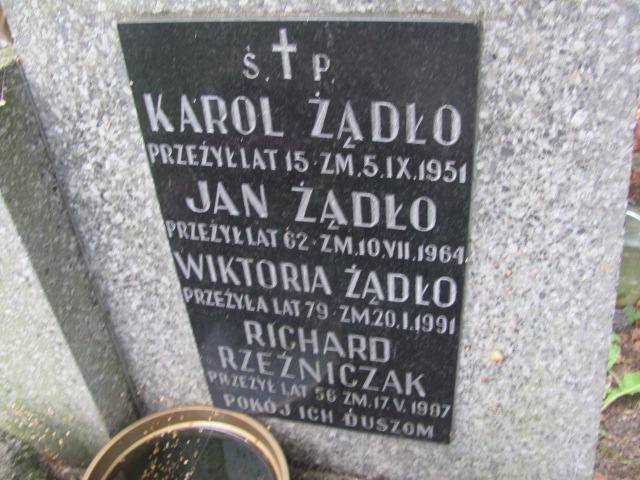 Ś. P.
KAROL ŻĄDŁO
PRZEŻYŁ LAT 15 · ZM. 5.IX.1951
JAN ŻĄDŁO
PRZEŻYŁ LAT 62 · ZM. 10.VII.1964
WIKTORIA ŻĄDŁO
PRZEŻYŁA LAT 79 · ZM. 20.I.1991
RICHARD
RZEŹNICZAK
PRZEŻYŁ LAT 56 ZM. 17.V.1987
POKÓJ ICH DUSZOM